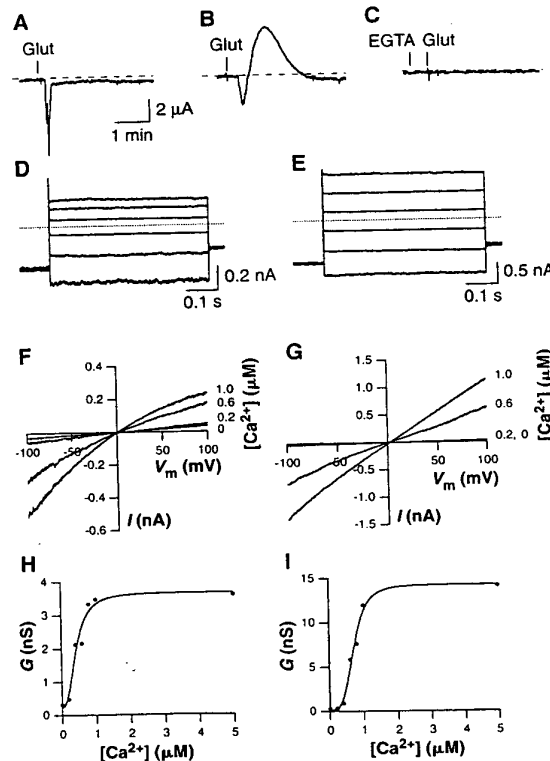 A
Glut
2 μA
1 min
B
Glut
C
EGTA Glut
D
0.2 nA
0.1 s
E
0.5 nA
0.1 s
F
0.4
0.2
-100
-50
50
100
-0.2
-0.4
-0.6
1.0
0.6
0.2
0
[Ca2+] (μM)
Vm (mV)
I (nA)
G
1.5
1.0
0.5
-100
-50
50
100
-0.5
-1.0
-1.5
1.0
0.6
0.2, 0
[Ca2+] (μM)
Vm (mV)
I (nA)
H
G (nS)
4
2
0
0 1 2 3 4 5
[Ca2+] (μM)
I
G (nS)
15
10
5
0
0 1 2 3 4 5
[Ca2+] (μM)